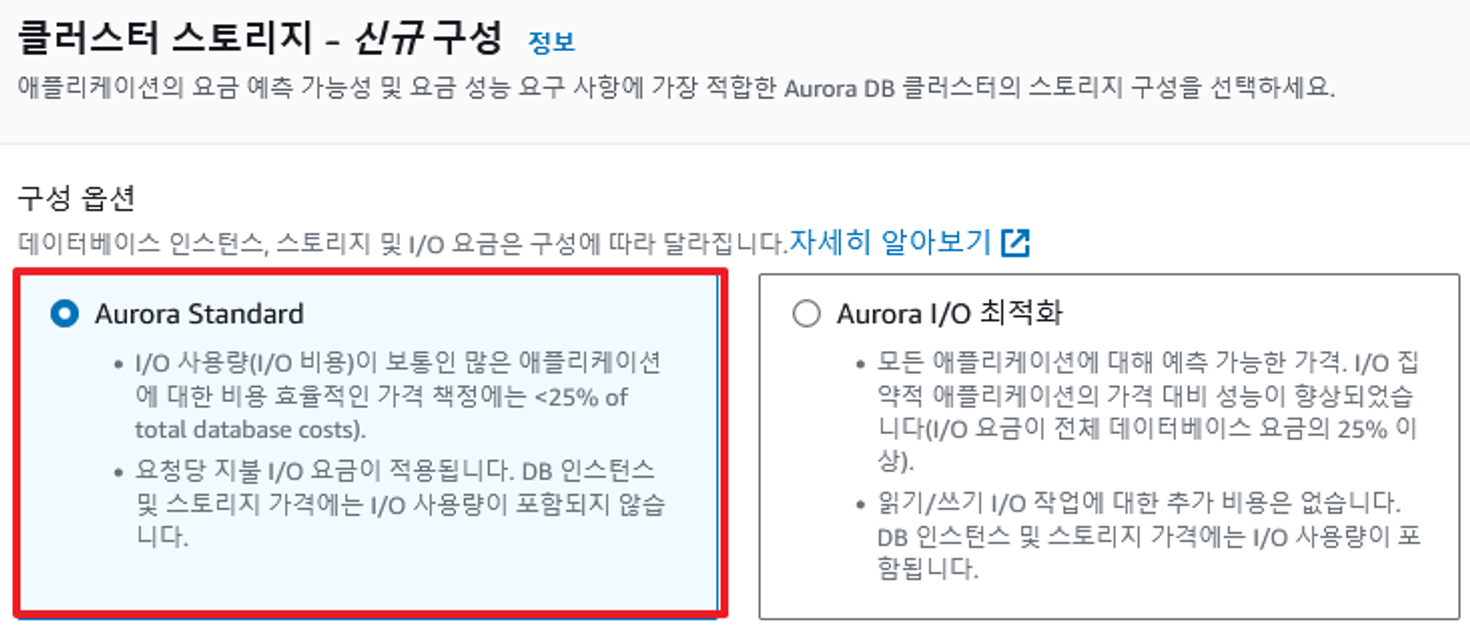 클러스터 스토리지 - 신규 구성 정보
애플리케이션의 요금 예측 가능성 및 요금 성능 요구 사항에 가장 적합한 Aurora DB 클러스터의 스토리지 구성을 선택하세요.
구성 옵션
데이터베이스 인스턴스, 스토리지 및 I/O 요금은 구성에 따라 달라집니다.자세히 알아보기
Aurora Standard
• I/O 사용량(I/O 비용)이 보통인 많은 애플리케이션
에 대한 비용 효율적인 가격 책정에는 <25% of
total database costs).
• 요청당 지불 I/O 요금이 적용됩니다. DB 인스턴스
및 스토리지 가격에는 I/O 사용량이 포함되지 않습
니다.
Aurora I/O 최적화
• 모든 애플리케이션에 대해 예측 가능한 가격. I/O 집
약적 애플리케이션의 가격 대비 성능이 향상되었습
니다(I/O 요금이 전체 데이터베이스 요금의 25% 이
상).
• 읽기/쓰기 I/O 작업에 대한 추가 비용은 없습니다.
DB 인스턴스 및 스토리지 가격에는 I/O 사용량이 포
함됩니다.